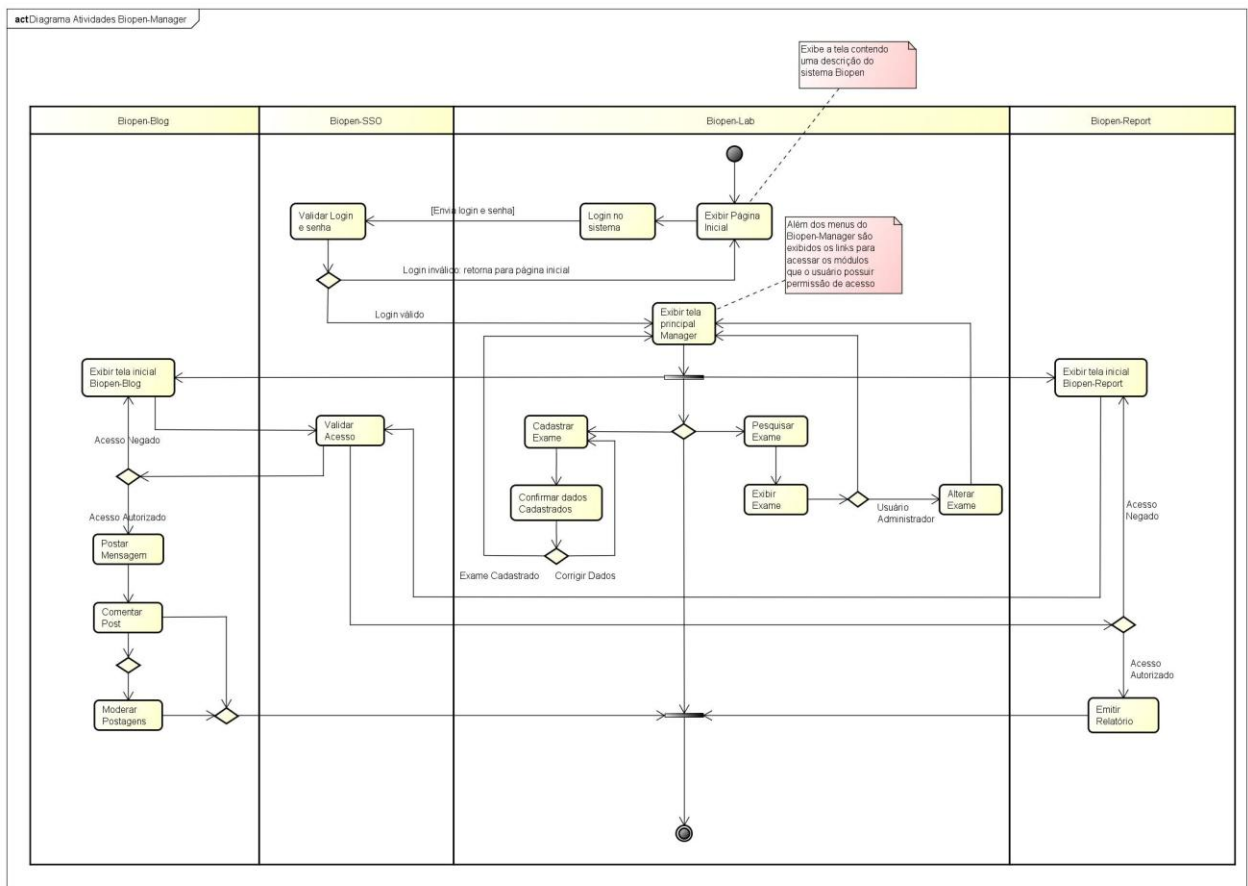 actDiagrama Atividades Biopen-Manager
Exibe a tela contendo
uma descrição do
sistema Biopen
Biopen-Blog
Biopen-SSO
Biopen-Lab
Biopen-Report
Validar Login
e senha
[Envia login e senha]
Login no
sistema
Exibir Página
Inicial
Além dos menus do
Biopen-Manager são
exibidos os links para
acessar os módulos
que o usuário possuir
permissão de acesso
Login inválido: retorna para página inicial
Login válido
Exibir tela
principal
Manager
Exibir tela inicial
Biopen-Blog
Exibir tela inicial
Biopen-Report
Validar
Acesso
Cadastrar
Exame
Pesquisar
Exame
Acesso Negado
Confirmar dados
Cadastrados
Exibir
Exame
Usuário
Administrador
Alterar
Exame
Acesso
Negado
Acesso Autorizado
Postar
Mensagem
Exame Cadastrado
Corrigir Dados
Comentar
Post
Acesso
Autorizado
Moderar
Postagens
Emitir
Relatório